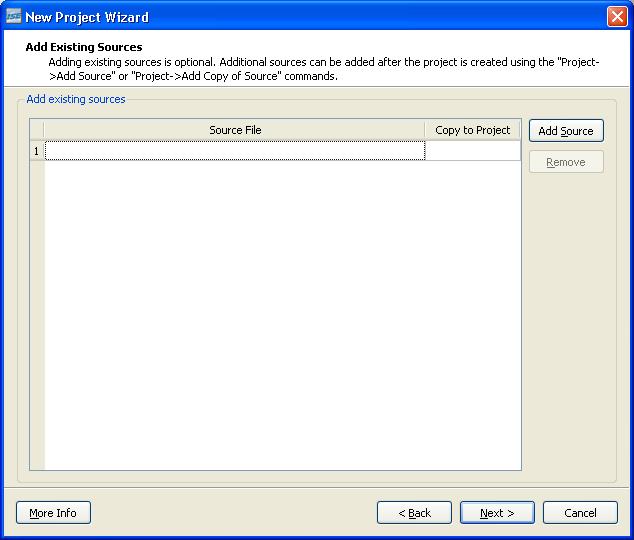 ISE New Project Wizard
Add Existing Sources
Adding existing sources is optional. Additional sources can be added after the project is created using the "Project-
>Add Source" or "Project->Add Copy of Source" commands.
Add existing sources
Source File Copy to Project Add Source
1
Remove
More Info < Back Next > Cancel